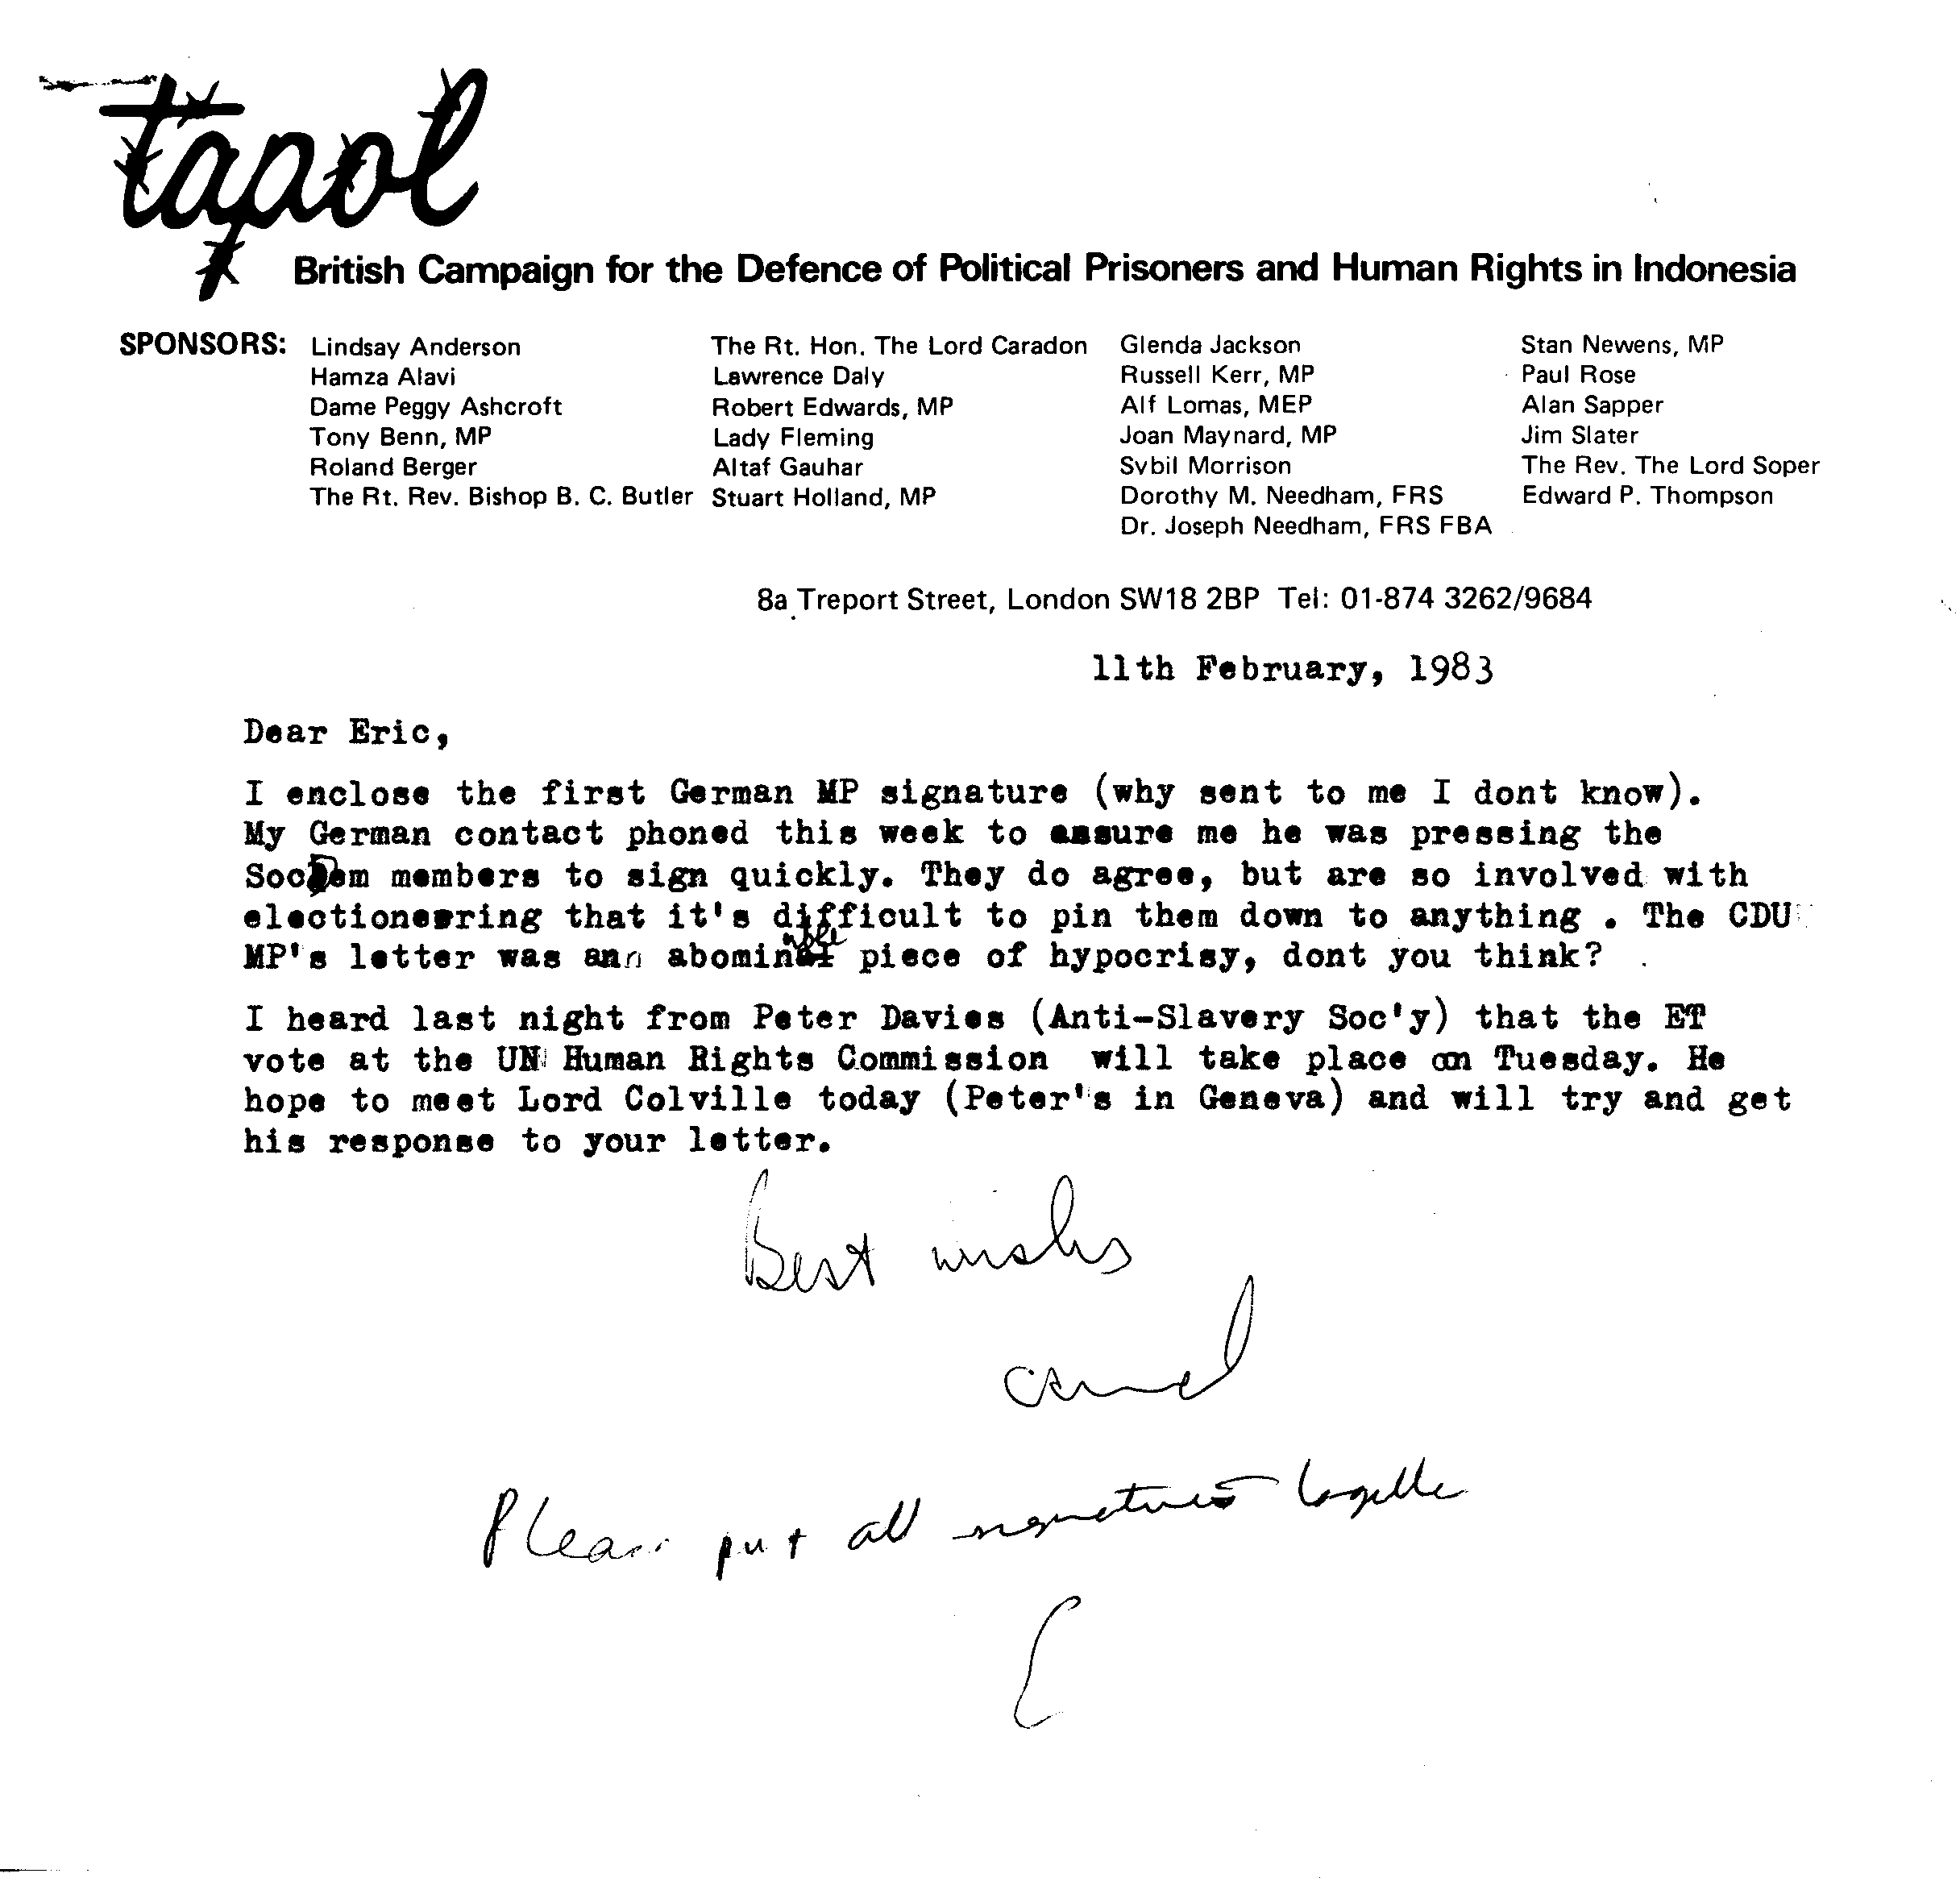 tapol
British Campaign for the Defence of Political Prisoners and Human Rights in Indonesia
SPONSORS:
Lindsay Anderson
Hamza Alavi
Dame Peggy Ashcroft
Tony Benn, MP
Roland Berger
The Rt. Rev. Bishop B. C. Butler
The Rt. Hon. The Lord Caradon
Lawrence Daly
Robert Edwards, MP
Lady Fleming
Altaf Gauhar
Stuart Holland, MP
Glenda Jackson
Russell Kerr, MP
Alf Lomas, MEP
Joan Maynard, MP
Svbil Morrison
Dorothy M. Needham, FRS
Dr. Joseph Needham, FRS FBA
Stan Newens, MP
Paul Rose
Alan Sapper
Jim Slater
The Rev. The Lord Soper
Edward P. Thompson
8a Treport Street, London SW18 2BP Tel: 01-874 3262/9684
11th February, 1983
Dear Eric,
I enclose the first German MP signature (why sent to me I dont know).
My German contact phoned this week to assure me he was pressing the
SocDem members to sign quickly. They do agree, but are so involved with
electioneering that it's difficult to pin them down to anything . The CDU
MP's letter was an abominable piece of hypocrisy, dont you think?
I heard last night from Peter Davies (Anti-Slavery Soc'y) that the ET
vote at the UN Human Rights Commission will take place on Tuesday. He
hope to meet Lord Colville today (Peter's in Geneva) and will try and get
his response to your letter.
Best wishes
Carmel
Please put all signatures together
E